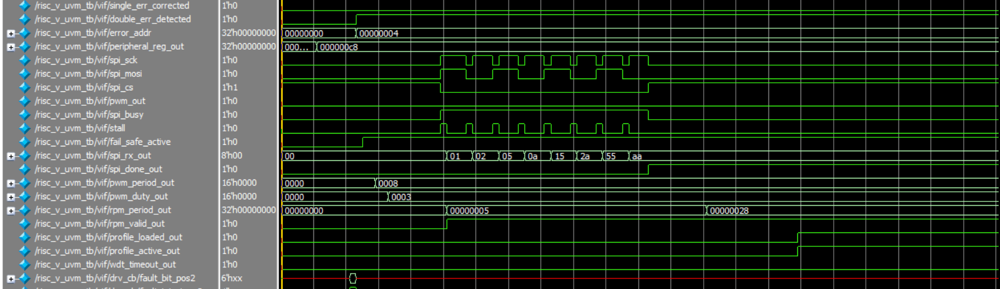 /risc_v_uvm_tb/vif/single_err_corrected 1'h0
/risc_v_uvm_tb/vif/double_err_detected 1'h0
/risc_v_uvm_tb/vif/error_addr 32'h00000000 00000000 00000004
/risc_v_uvm_tb/vif/peripheral_reg_out 32'h00000000 000... 000000c8
/risc_v_uvm_tb/vif/spi_sck 1'h0
/risc_v_uvm_tb/vif/spi_mosi 1'h0
/risc_v_uvm_tb/vif/spi_cs 1'h1
/risc_v_uvm_tb/vif/pwm_out 1'h0
/risc_v_uvm_tb/vif/spi_busy 1'h0
/risc_v_uvm_tb/vif/stall 1'h0
/risc_v_uvm_tb/vif/fail_safe_active 1'h0
/risc_v_uvm_tb/vif/spi_rx_out 8'h00 00 01 02 05 0a 15 2a 55 aa
/risc_v_uvm_tb/vif/spi_done_out 1'h0
/risc_v_uvm_tb/vif/pwm_period_out 16'h0000 0000 0008
/risc_v_uvm_tb/vif/pwm_duty_out 16'h0000 0000 0003
/risc_v_uvm_tb/vif/rpm_period_out 32'h00000000 00000000 00000005 00000028
/risc_v_uvm_tb/vif/rpm_valid_out 1'h0
/risc_v_uvm_tb/vif/profile_loaded_out 1'h0
/risc_v_uvm_tb/vif/profile_active_out 1'h0
/risc_v_uvm_tb/vif/wdt_timeout_out 1'h0
/risc_v_uvm_tb/vif/drv_cb/fault_bit_pos2 6'hxx